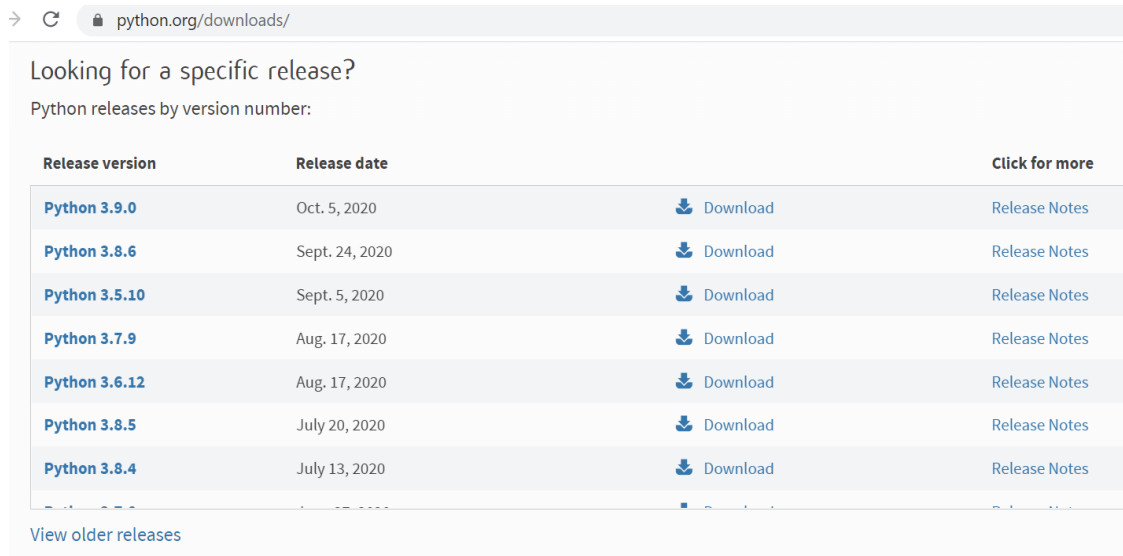 python.org/downloads/
Looking for a specific release?
Python releases by version number:
Release version Release date Click for more
Python 3.9.0 Oct. 5, 2020 Download Release Notes
Python 3.8.6 Sept. 24, 2020 Download Release Notes
Python 3.5.10 Sept. 5, 2020 Download Release Notes
Python 3.7.9 Aug. 17, 2020 Download Release Notes
Python 3.6.12 Aug. 17, 2020 Download Release Notes
Python 3.8.5 July 20, 2020 Download Release Notes
Python 3.8.4 July 13, 2020 Download Release Notes
View older releases